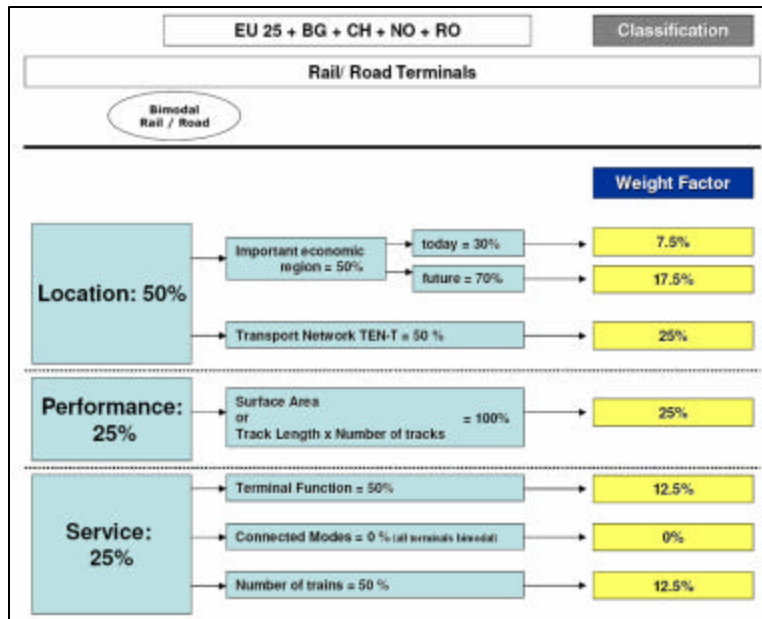 EU 25 + BG + CH + NO + RO
Classification
Rail/ Road Terminals
Bimodal
Rail / Road
Weight Factor
Location: 50%
Important economic
region = 50%
today = 30%
7.5%
future = 70%
17.5%
Transport Network TEN-T = 50 %
25%
Performance:
25%
Surface Area
or
Track Length x Number of tracks
= 100%
25%
Service:
25%
Terminal Function = 50%
12.5%
Connected Modes = 0 % (all terminals bimodal)
0%
Number of trains = 50 %
12.5%